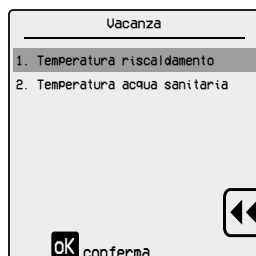 Vacanza
1. Temperatura riscaldamento
2. Temperatura acqua sanitaria
OK conferma